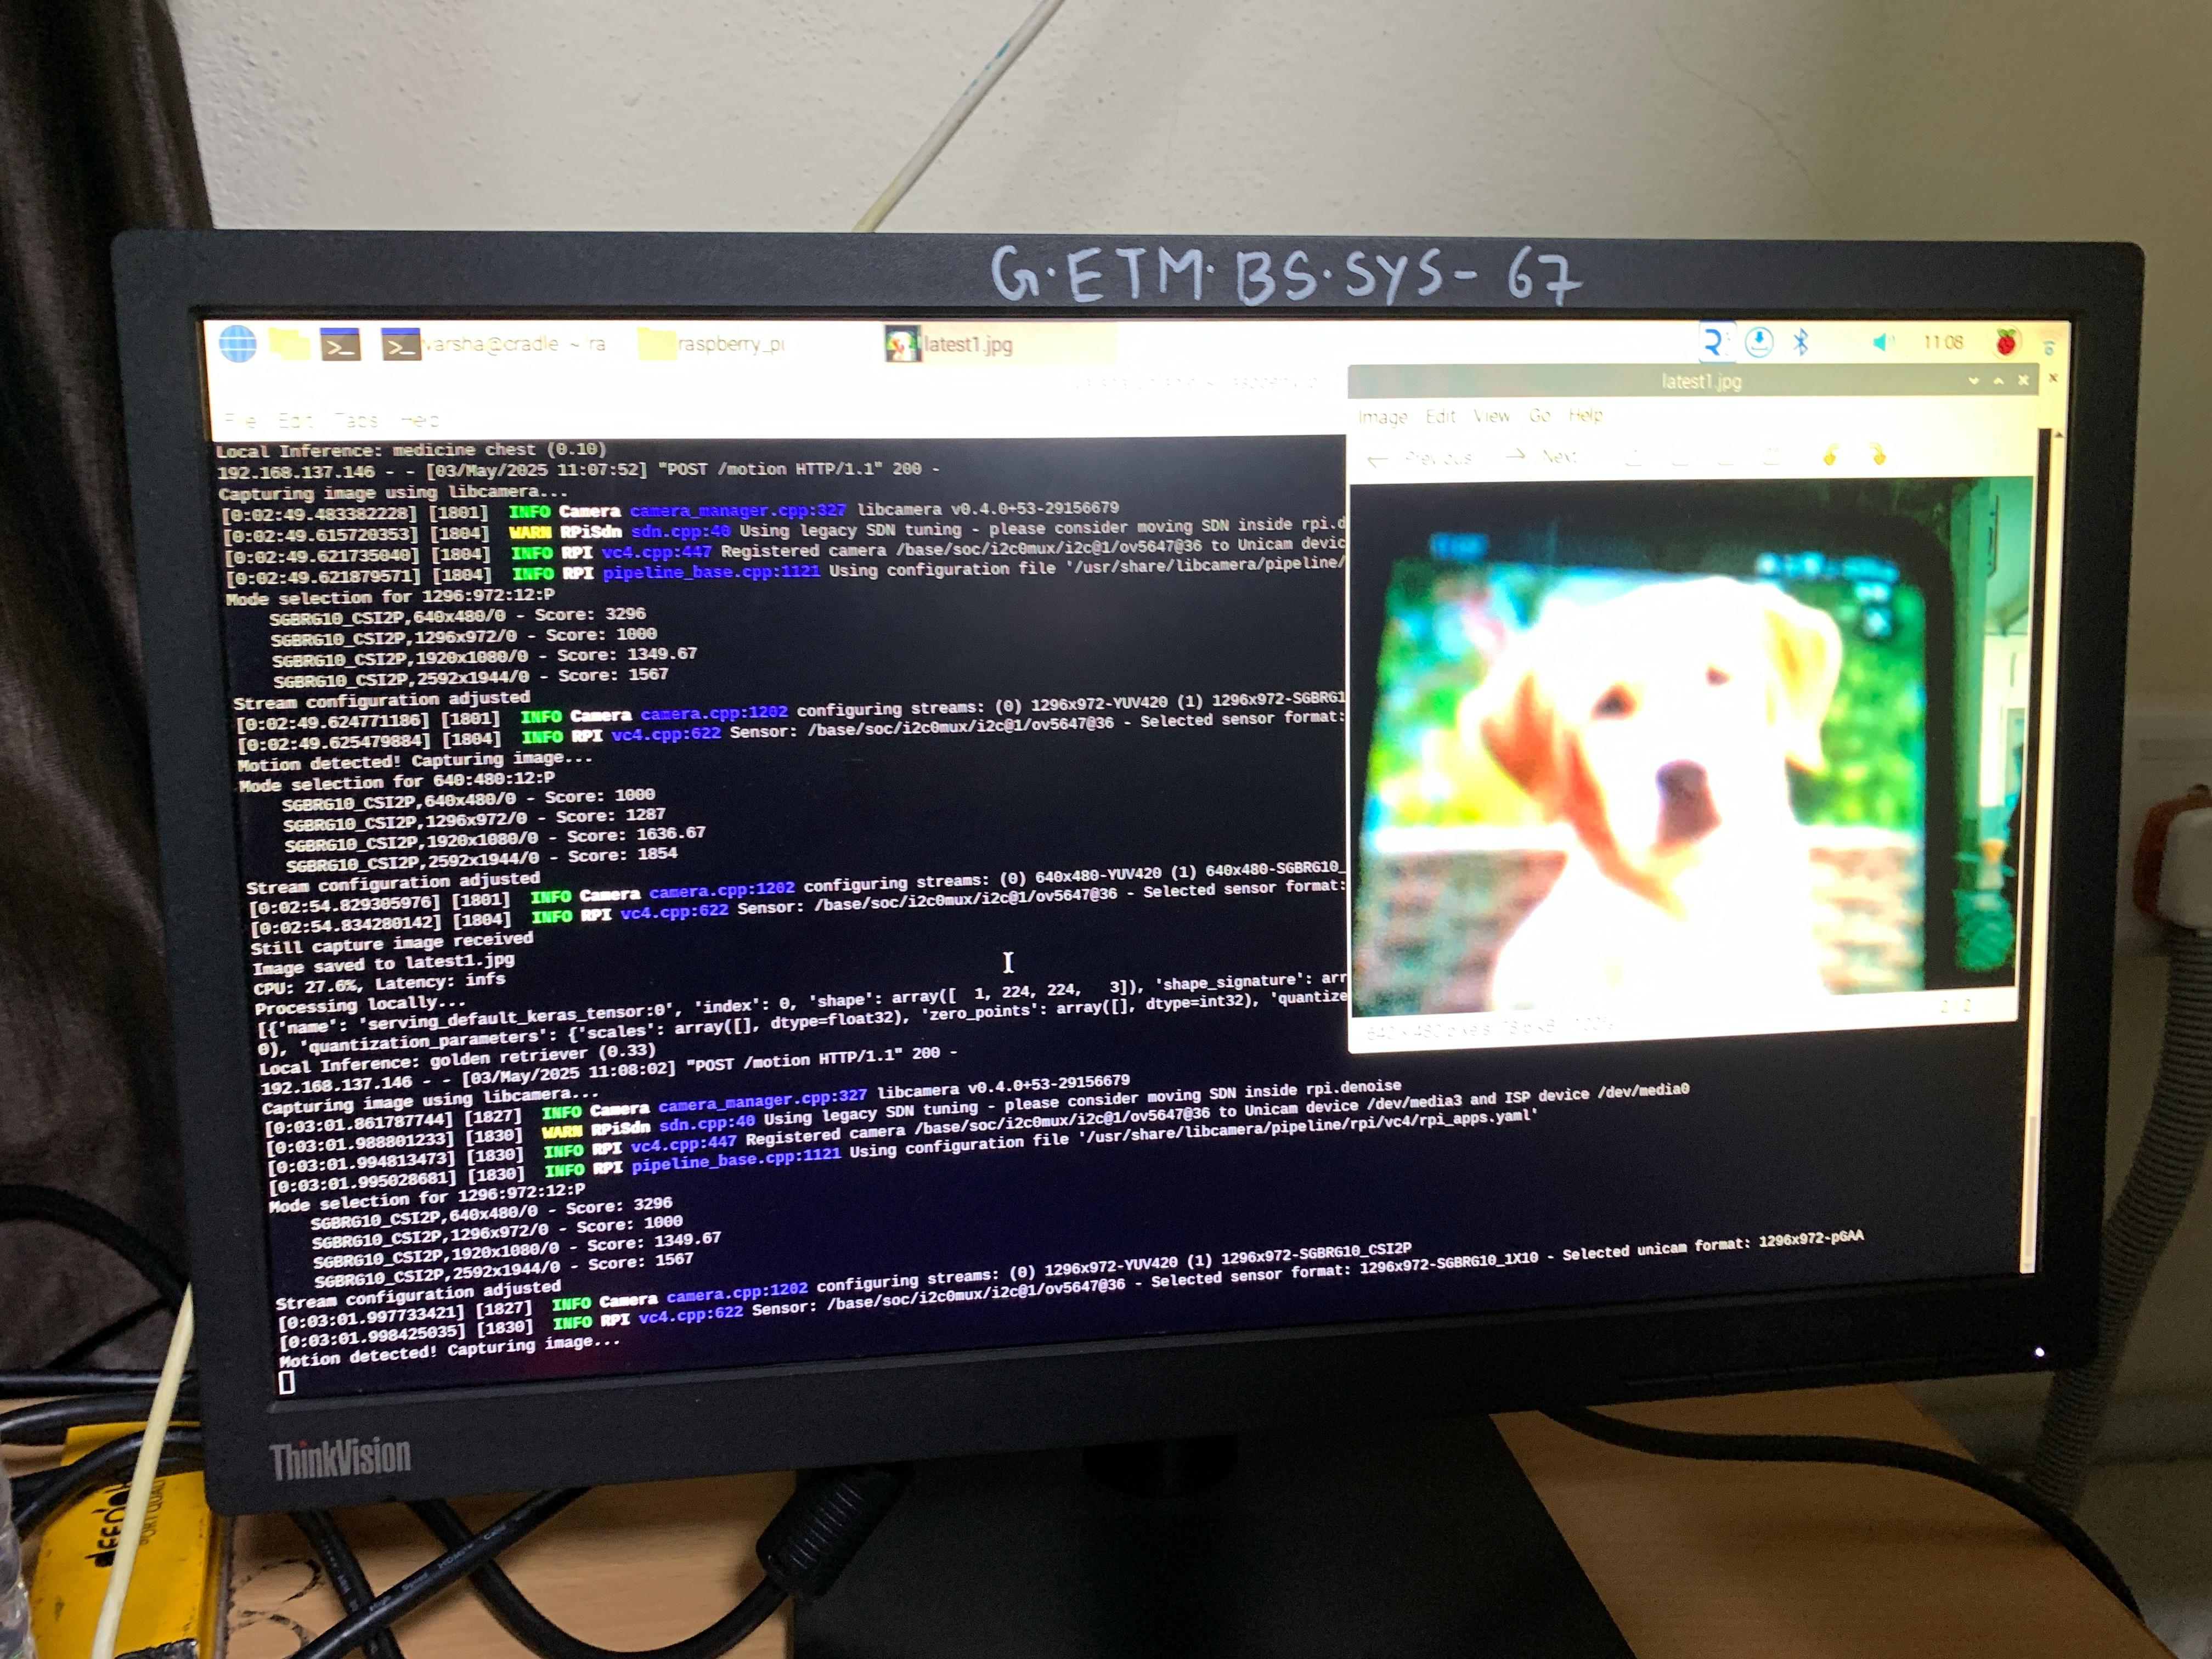 G.ETM.BS.SYS-67
varsha@cradle ~ ra
raspberry_pi
latest1.jpg
11 08
latest1.jpg
File Edit Tabs Help
Image Edit View Go Help
Previous Next
Local Inference: medicine chest (0.10)
192.168.137.146 - - [03/May/2025 11:07:52] "POST /motion HTTP/1.1" 200 -
Capturing image using libcamera...
[0:02:49.483382228] [1801] INFO Camera camera_manager.cpp:327 libcamera v0.4.0+53-29156679
[0:02:49.615720353] [1804] WARN RPiSdn sdn.cpp:40 Using legacy SDN tuning - please consider moving SDN inside rpi.d
[0:02:49.621735040] [1804] INFO RPI vc4.cpp:447 Registered camera /base/soc/i2c0mux/i2c@1/ov5647@36 to Unicam devic
[0:02:49.621879571] [1804] INFO RPI pipeline_base.cpp:1121 Using configuration file '/usr/share/libcamera/pipeline/
Mode selection for 1296:972:12:P
SGBRG10_CSI2P,640x480/0 - Score: 3296
SGBRG10_CSI2P,1296x972/0 - Score: 1000
SGBRG10_CSI2P,1920x1080/0 - Score: 1349.67
SGBRG10_CSI2P,2592x1944/0 - Score: 1567
Stream configuration adjusted
[0:02:49.624771186] [1801] INFO Camera camera.cpp:1202 configuring streams: (0) 1296x972-YUV420 (1) 1296x972-SGBRG1
[0:02:49.625479884] [1804] INFO RPI vc4.cpp:622 Sensor: /base/soc/i2c0mux/i2c@1/ov5647@36 - Selected sensor format:
Motion detected! Capturing image...
Mode selection for 640:480:12:P
SGBRG10_CSI2P,640x480/0 - Score: 1000
SGBRG10_CSI2P,1296x972/0 - Score: 1287
SGBRG10_CSI2P,1920x1080/0 - Score: 1636.67
SGBRG10_CSI2P,2592x1944/0 - Score: 1854
Stream configuration adjusted
[0:02:54.829305976] [1801] INFO Camera camera.cpp:1202 configuring streams: (0) 640x480-YUV420 (1) 640x480-SGBRG10_
[0:02:54.834280142] [1804] INFO RPI vc4.cpp:622 Sensor: /base/soc/i2c0mux/i2c@1/ov5647@36 - Selected sensor format:
Still capture image received
Image saved to latest1.jpg
CPU: 27.6%, Latency: infs
Processing locally...
[{'name': 'serving_default_keras_tensor:0', 'index': 0, 'shape': array([ 1, 224, 224, 3]), 'shape_signature': arr
0), 'quantization_parameters': {'scales': array([], dtype=float32), 'zero_points': array([], dtype=int32), 'quantize
Local Inference: golden retriever (0.33)
192.168.137.146 - - [03/May/2025 11:08:02] "POST /motion HTTP/1.1" 200 -
Capturing image using libcamera...
[0:03:01.861787744] [1827] INFO Camera camera_manager.cpp:327 libcamera v0.4.0+53-29156679
[0:03:01.988801233] [1830] WARN RPiSdn sdn.cpp:40 Using legacy SDN tuning - please consider moving SDN inside rpi.denoise
[0:03:01.994813473] [1830] INFO RPI vc4.cpp:447 Registered camera /base/soc/i2c0mux/i2c@1/ov5647@36 to Unicam device /dev/media3 and ISP device /dev/media0
[0:03:01.995028681] [1830] INFO RPI pipeline_base.cpp:1121 Using configuration file '/usr/share/libcamera/pipeline/rpi/vc4/rpi_apps.yaml'
Mode selection for 1296:972:12:P
SGBRG10_CSI2P,640x480/0 - Score: 3296
SGBRG10_CSI2P,1296x972/0 - Score: 1000
SGBRG10_CSI2P,1920x1080/0 - Score: 1349.67
SGBRG10_CSI2P,2592x1944/0 - Score: 1567
Stream configuration adjusted
[0:03:01.997733421] [1827] INFO Camera camera.cpp:1202 configuring streams: (0) 1296x972-YUV420 (1) 1296x972-SGBRG10_CSI2P
[0:03:01.998425035] [1830] INFO RPI vc4.cpp:622 Sensor: /base/soc/i2c0mux/i2c@1/ov5647@36 - Selected sensor format: 1296x972-SGBRG10_1X10 - Selected unicam format: 1296x972-pGAA
Motion detected! Capturing image...
ThinkVision